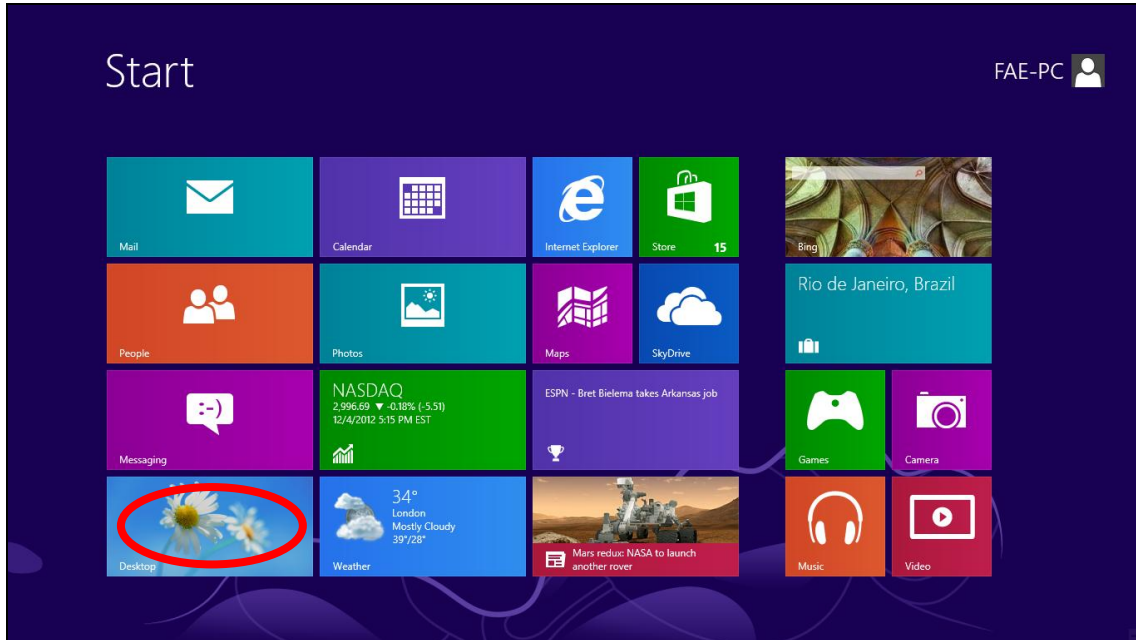 Start
FAE-PC
Mail
Calendar
Internet Explorer
Store
15
Bing
People
Photos
Maps
SkyDrive
Rio de Janeiro, Brazil
Messaging
NASDAQ
2,996.69 ▼ -0.18% (-5.51)
12/4/2012 5:15 PM EST
ESPN - Bret Bielema takes Arkansas job
Games
Camera
Desktop
34°
London
Mostly Cloudy
39°/28°
Weather
Mars redux: NASA to launch
another rover
Music
Video